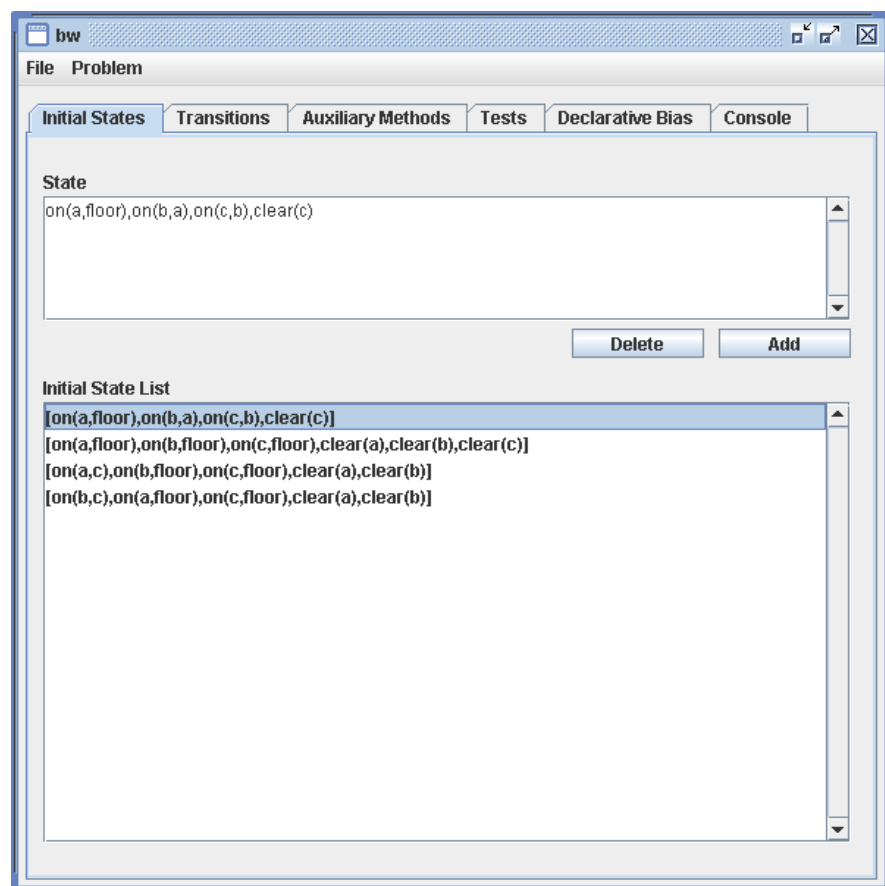 bw
File Problem
Initial States Transitions Auxiliary Methods Tests Declarative Bias Console
State
on(a,floor),on(b,a),on(c,b),clear(c)
Delete Add
Initial State List
[on(a,floor),on(b,a),on(c,b),clear(c)]
[on(a,floor),on(b,floor),on(c,floor),clear(a),clear(b),clear(c)]
[on(a,c),on(b,floor),on(c,floor),clear(a),clear(b)]
[on(b,c),on(a,floor),on(c,floor),clear(a),clear(b)]